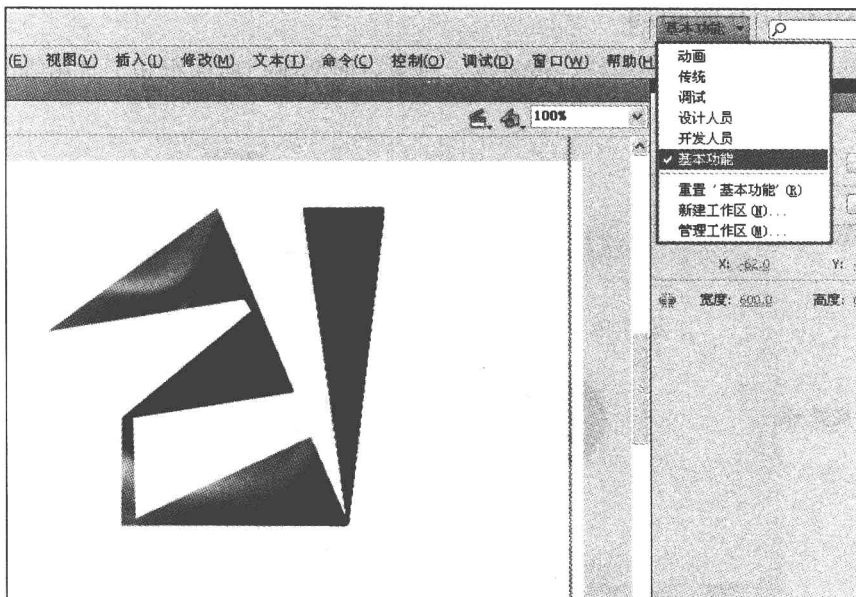 基本功能
(E) 视图(V) 插入(I) 修改(M) 文本(T) 命令(C) 控制(O) 调试(D) 窗口(W) 帮助(H
100%
动画
传统
调试
设计人员
开发人员
✓ 基本功能
重置‘基本功能’(R)
新建工作区(N)...
管理工作区(M)...
X: -62.0 Y:
宽度: 600.0 高度: